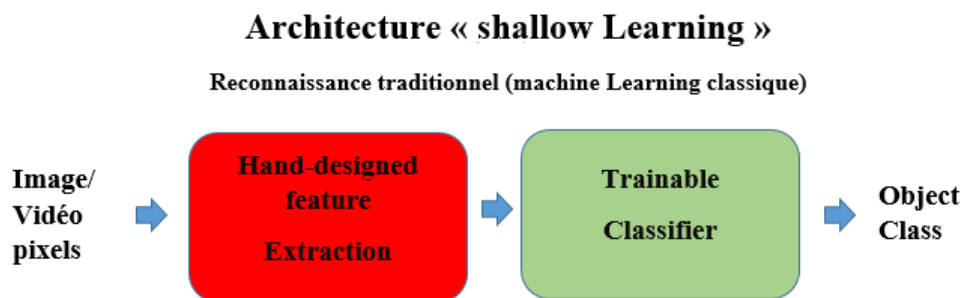 Architecture « shallow Learning »
Reconnaissance traditionnel (machine Learning classique)
Image/
Vidéo
pixels
Hand-designed
feature
Extraction
Trainable
Classifier
Object
Class